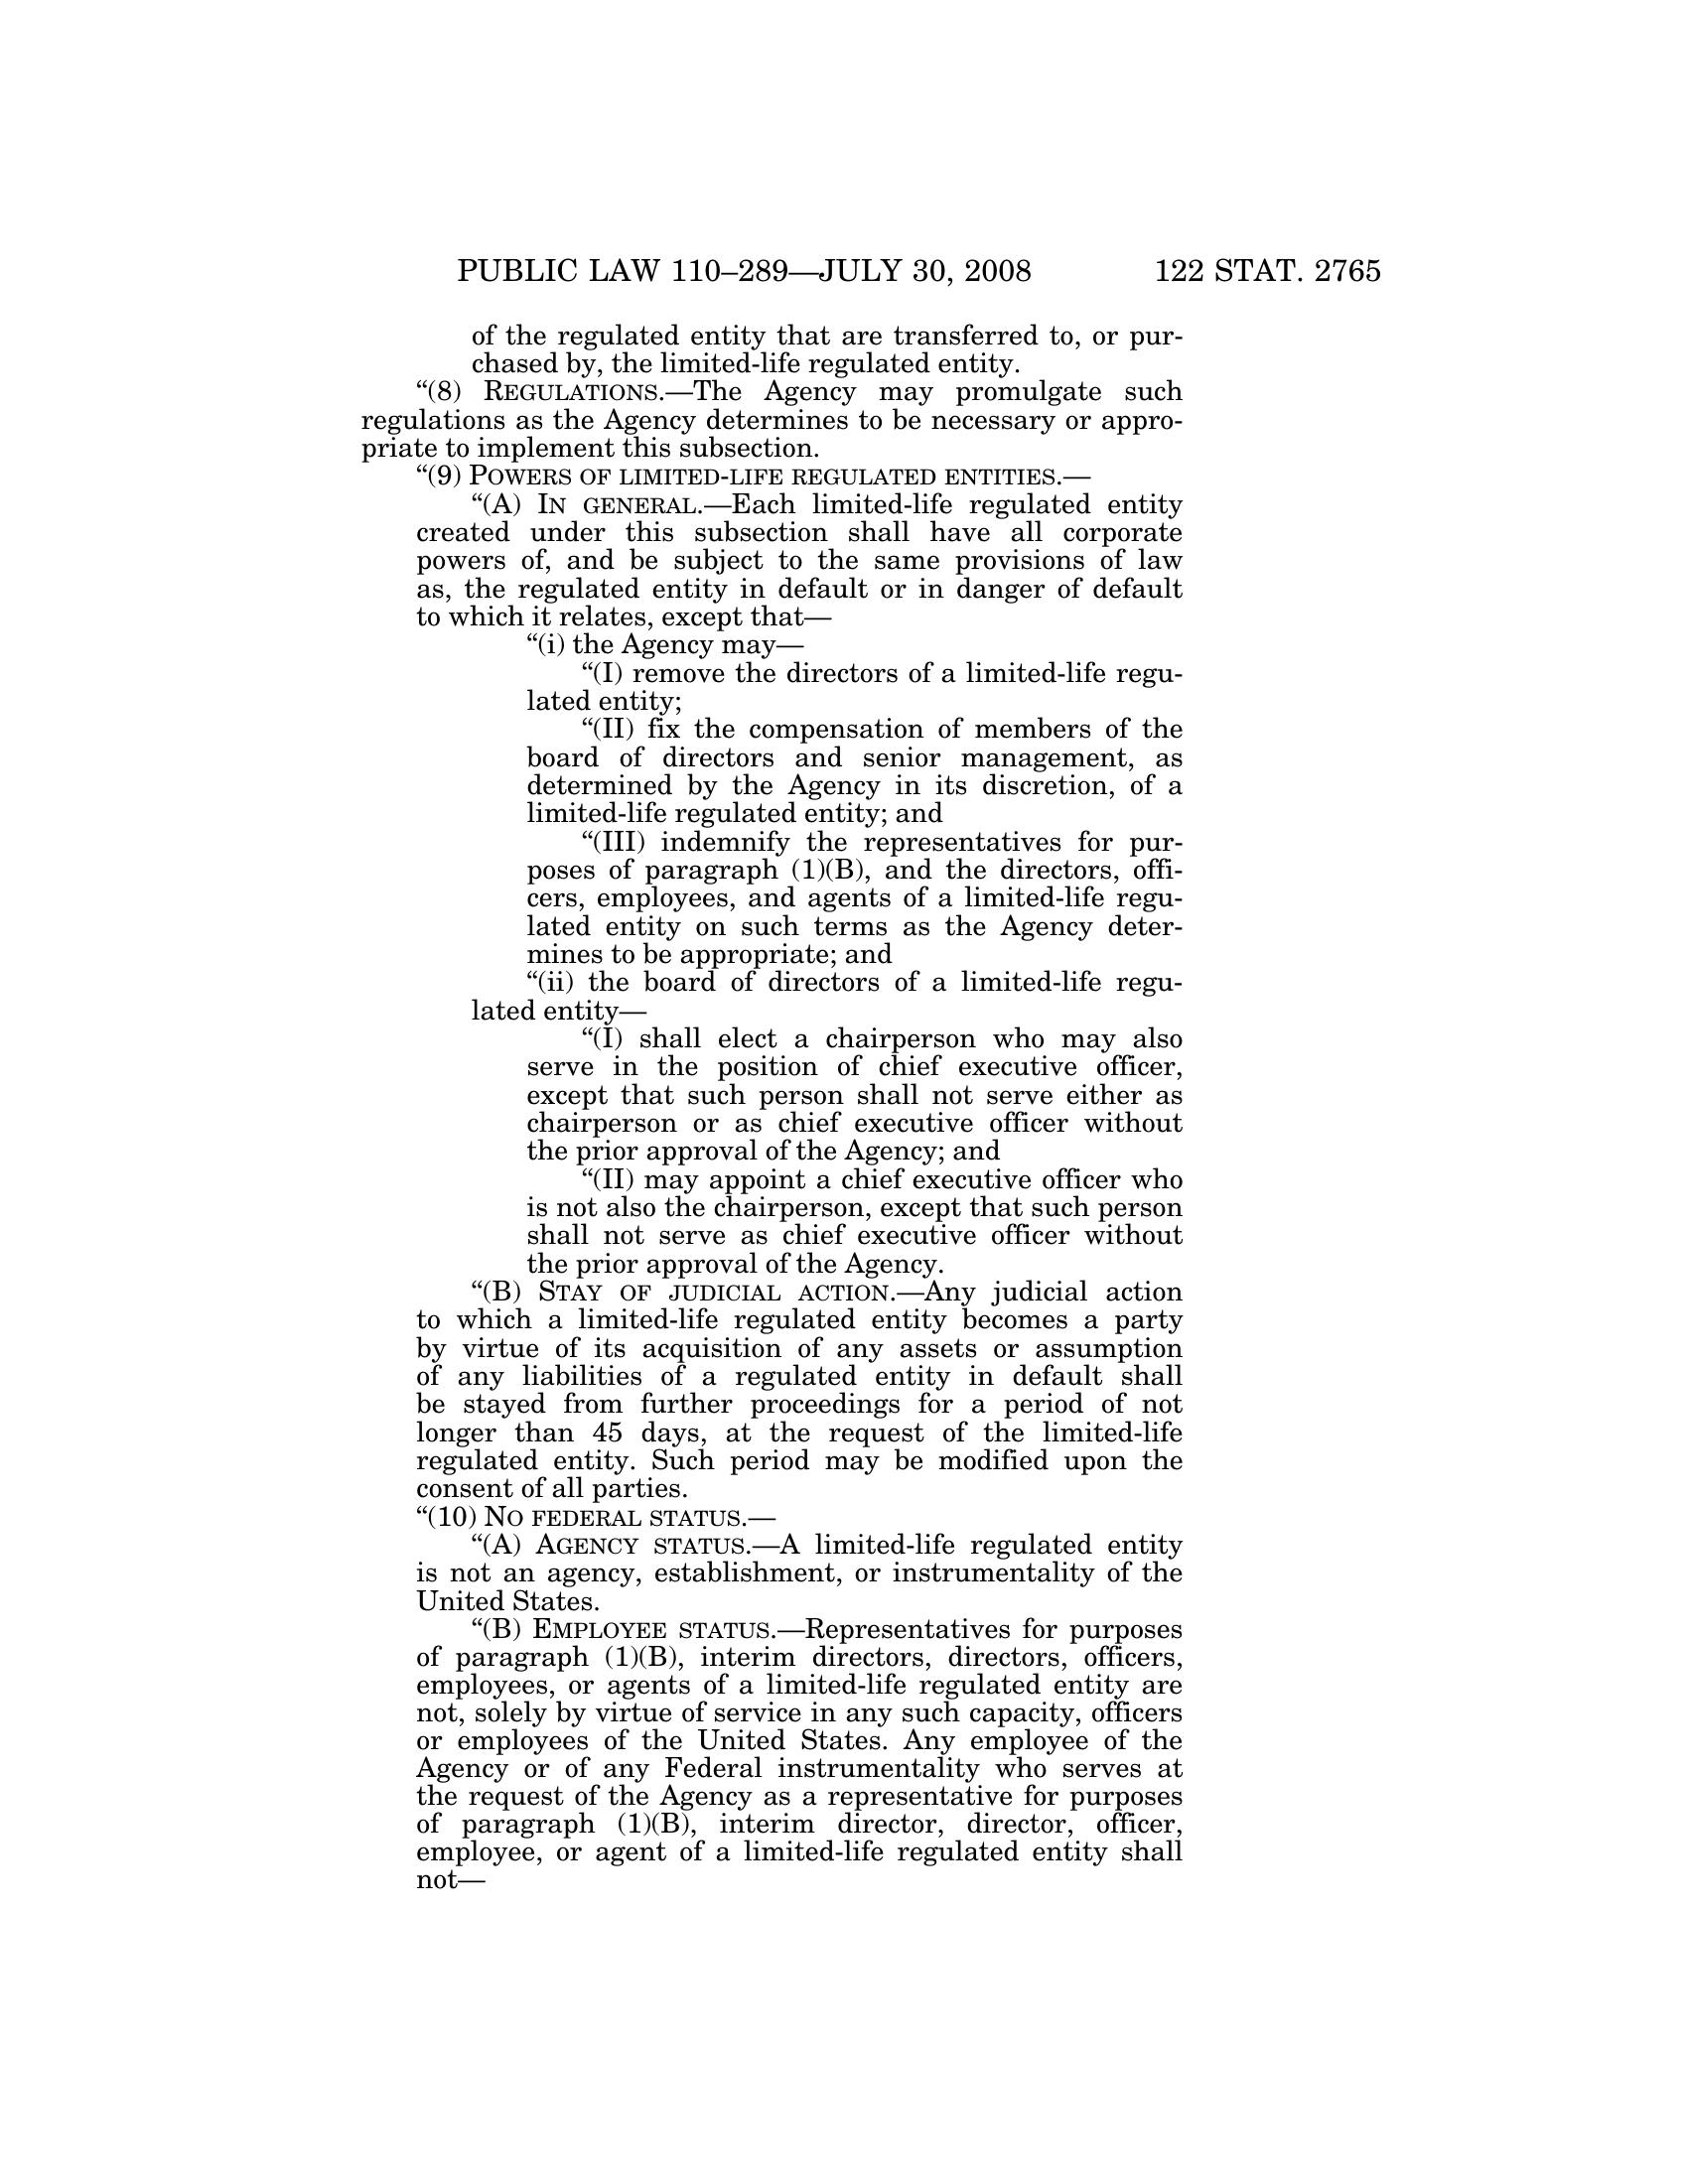 PUBLIC LAW 110–289—JULY 30, 2008 122 STAT. 2765
of the regulated entity that are transferred to, or pur-
chased by, the limited-life regulated entity.
“(8) REGULATIONS.—The Agency may promulgate such
regulations as the Agency determines to be necessary or appro-
priate to implement this subsection.
“(9) POWERS OF LIMITED-LIFE REGULATED ENTITIES.—
“(A) IN GENERAL.—Each limited-life regulated entity
created under this subsection shall have all corporate
powers of, and be subject to the same provisions of law
as, the regulated entity in default or in danger of default
to which it relates, except that—
“(i) the Agency may—
“(I) remove the directors of a limited-life regu-
lated entity;
“(II) fix the compensation of members of the
board of directors and senior management, as
determined by the Agency in its discretion, of a
limited-life regulated entity; and
“(III) indemnify the representatives for pur-
poses of paragraph (1)(B), and the directors, offi-
cers, employees, and agents of a limited-life regu-
lated entity on such terms as the Agency deter-
mines to be appropriate; and
“(ii) the board of directors of a limited-life regu-
lated entity—
“(I) shall elect a chairperson who may also
serve in the position of chief executive officer,
except that such person shall not serve either as
chairperson or as chief executive officer without
the prior approval of the Agency; and
“(II) may appoint a chief executive officer who
is not also the chairperson, except that such person
shall not serve as chief executive officer without
the prior approval of the Agency.
“(B) STAY OF JUDICIAL ACTION.—Any judicial action
to which a limited-life regulated entity becomes a party
by virtue of its acquisition of any assets or assumption
of any liabilities of a regulated entity in default shall
be stayed from further proceedings for a period of not
longer than 45 days, at the request of the limited-life
regulated entity. Such period may be modified upon the
consent of all parties.
“(10) NO FEDERAL STATUS.—
“(A) AGENCY STATUS.—A limited-life regulated entity
is not an agency, establishment, or instrumentality of the
United States.
“(B) EMPLOYEE STATUS.—Representatives for purposes
of paragraph (1)(B), interim directors, directors, officers,
employees, or agents of a limited-life regulated entity are
not, solely by virtue of service in any such capacity, officers
or employees of the United States. Any employee of the
Agency or of any Federal instrumentality who serves at
the request of the Agency as a representative for purposes
of paragraph (1)(B), interim director, director, officer,
employee, or agent of a limited-life regulated entity shall
not—